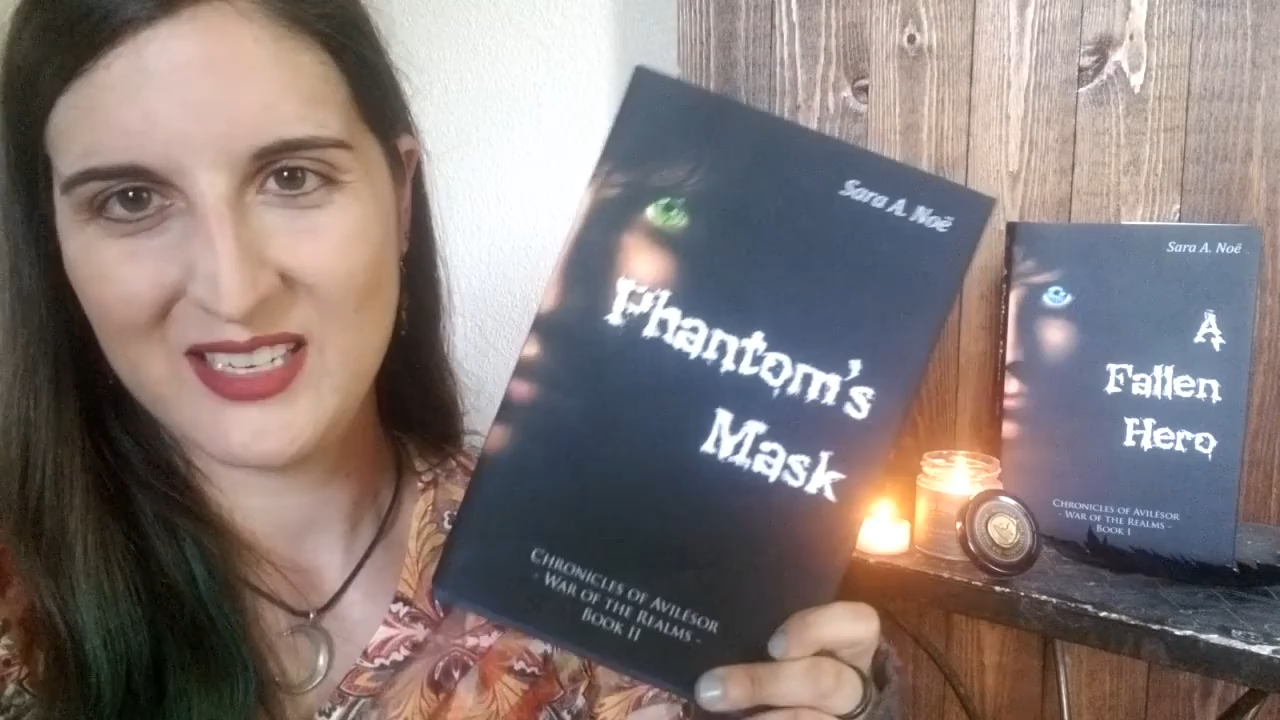 Sara A. Noë
Phantom's
Mask
Chronicles of Avilésor
- War of the Realms -
Book II
Sara A. Noë
A
Fallen
Hero
Chronicles of Avilésor
- War of the Realms -
Book I